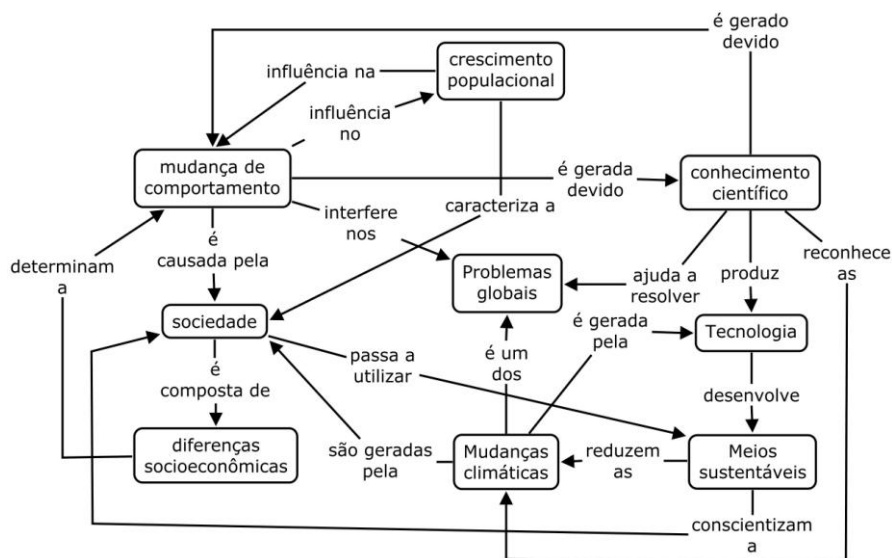 é gerado
devido
crescimento
populacional
influência na
influência
no
mudança de
comportamento
é gerada
devido
conhecimento
científico
interfere
nos
caracteriza a
é
causada pela
determinam
a
Problemas
globais
ajuda a
resolver
produz
reconhece
as
sociedade
é gerada
pela
Tecnologia
passa a
utilizar
é um
dos
é
composta de
desenvolve
diferenças
socioeconômicas
são geradas
pela
Mudanças
climáticas
reduzem
as
Meios
sustentáveis
conscientizam
a